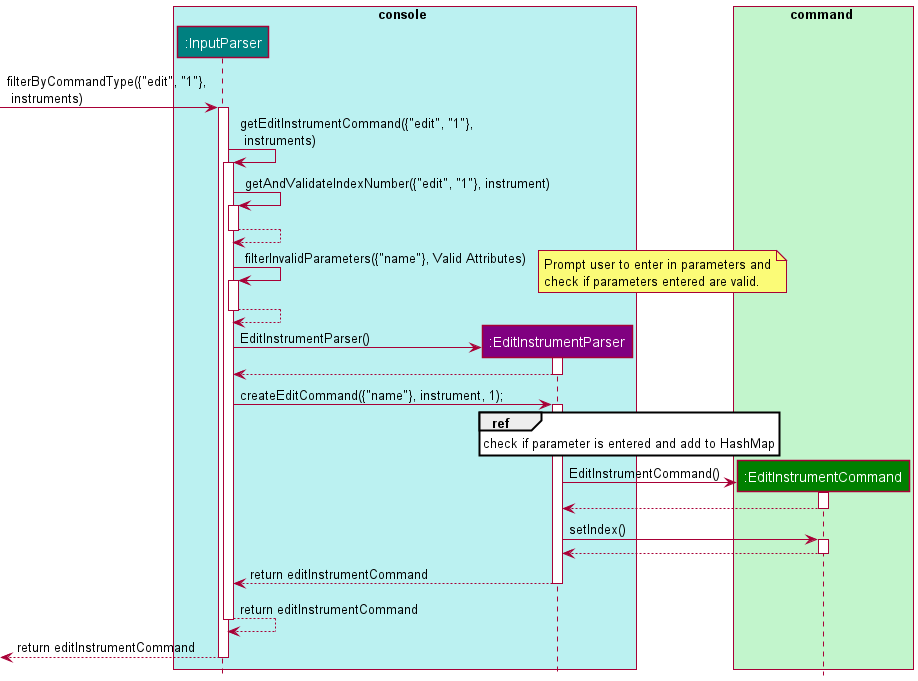 console
command
:InputParser
filterByCommandType({"edit", "1"},
instruments)
getEditInstrumentCommand({"edit", "1"},
instruments)
getAndValidateIndexNumber({"edit", "1"}, instrument)
filterInvalidParameters({"name"}, Valid Attributes)
Prompt user to enter in parameters and
check if parameters entered are valid.
EditInstrumentParser()
:EditInstrumentParser
createEditCommand({"name"}, instrument, 1);
ref
check if parameter is entered and add to HashMap
EditInstrumentCommand()
:EditInstrumentCommand
setIndex()
return editInstrumentCommand
return editInstrumentCommand
return editInstrumentCommand